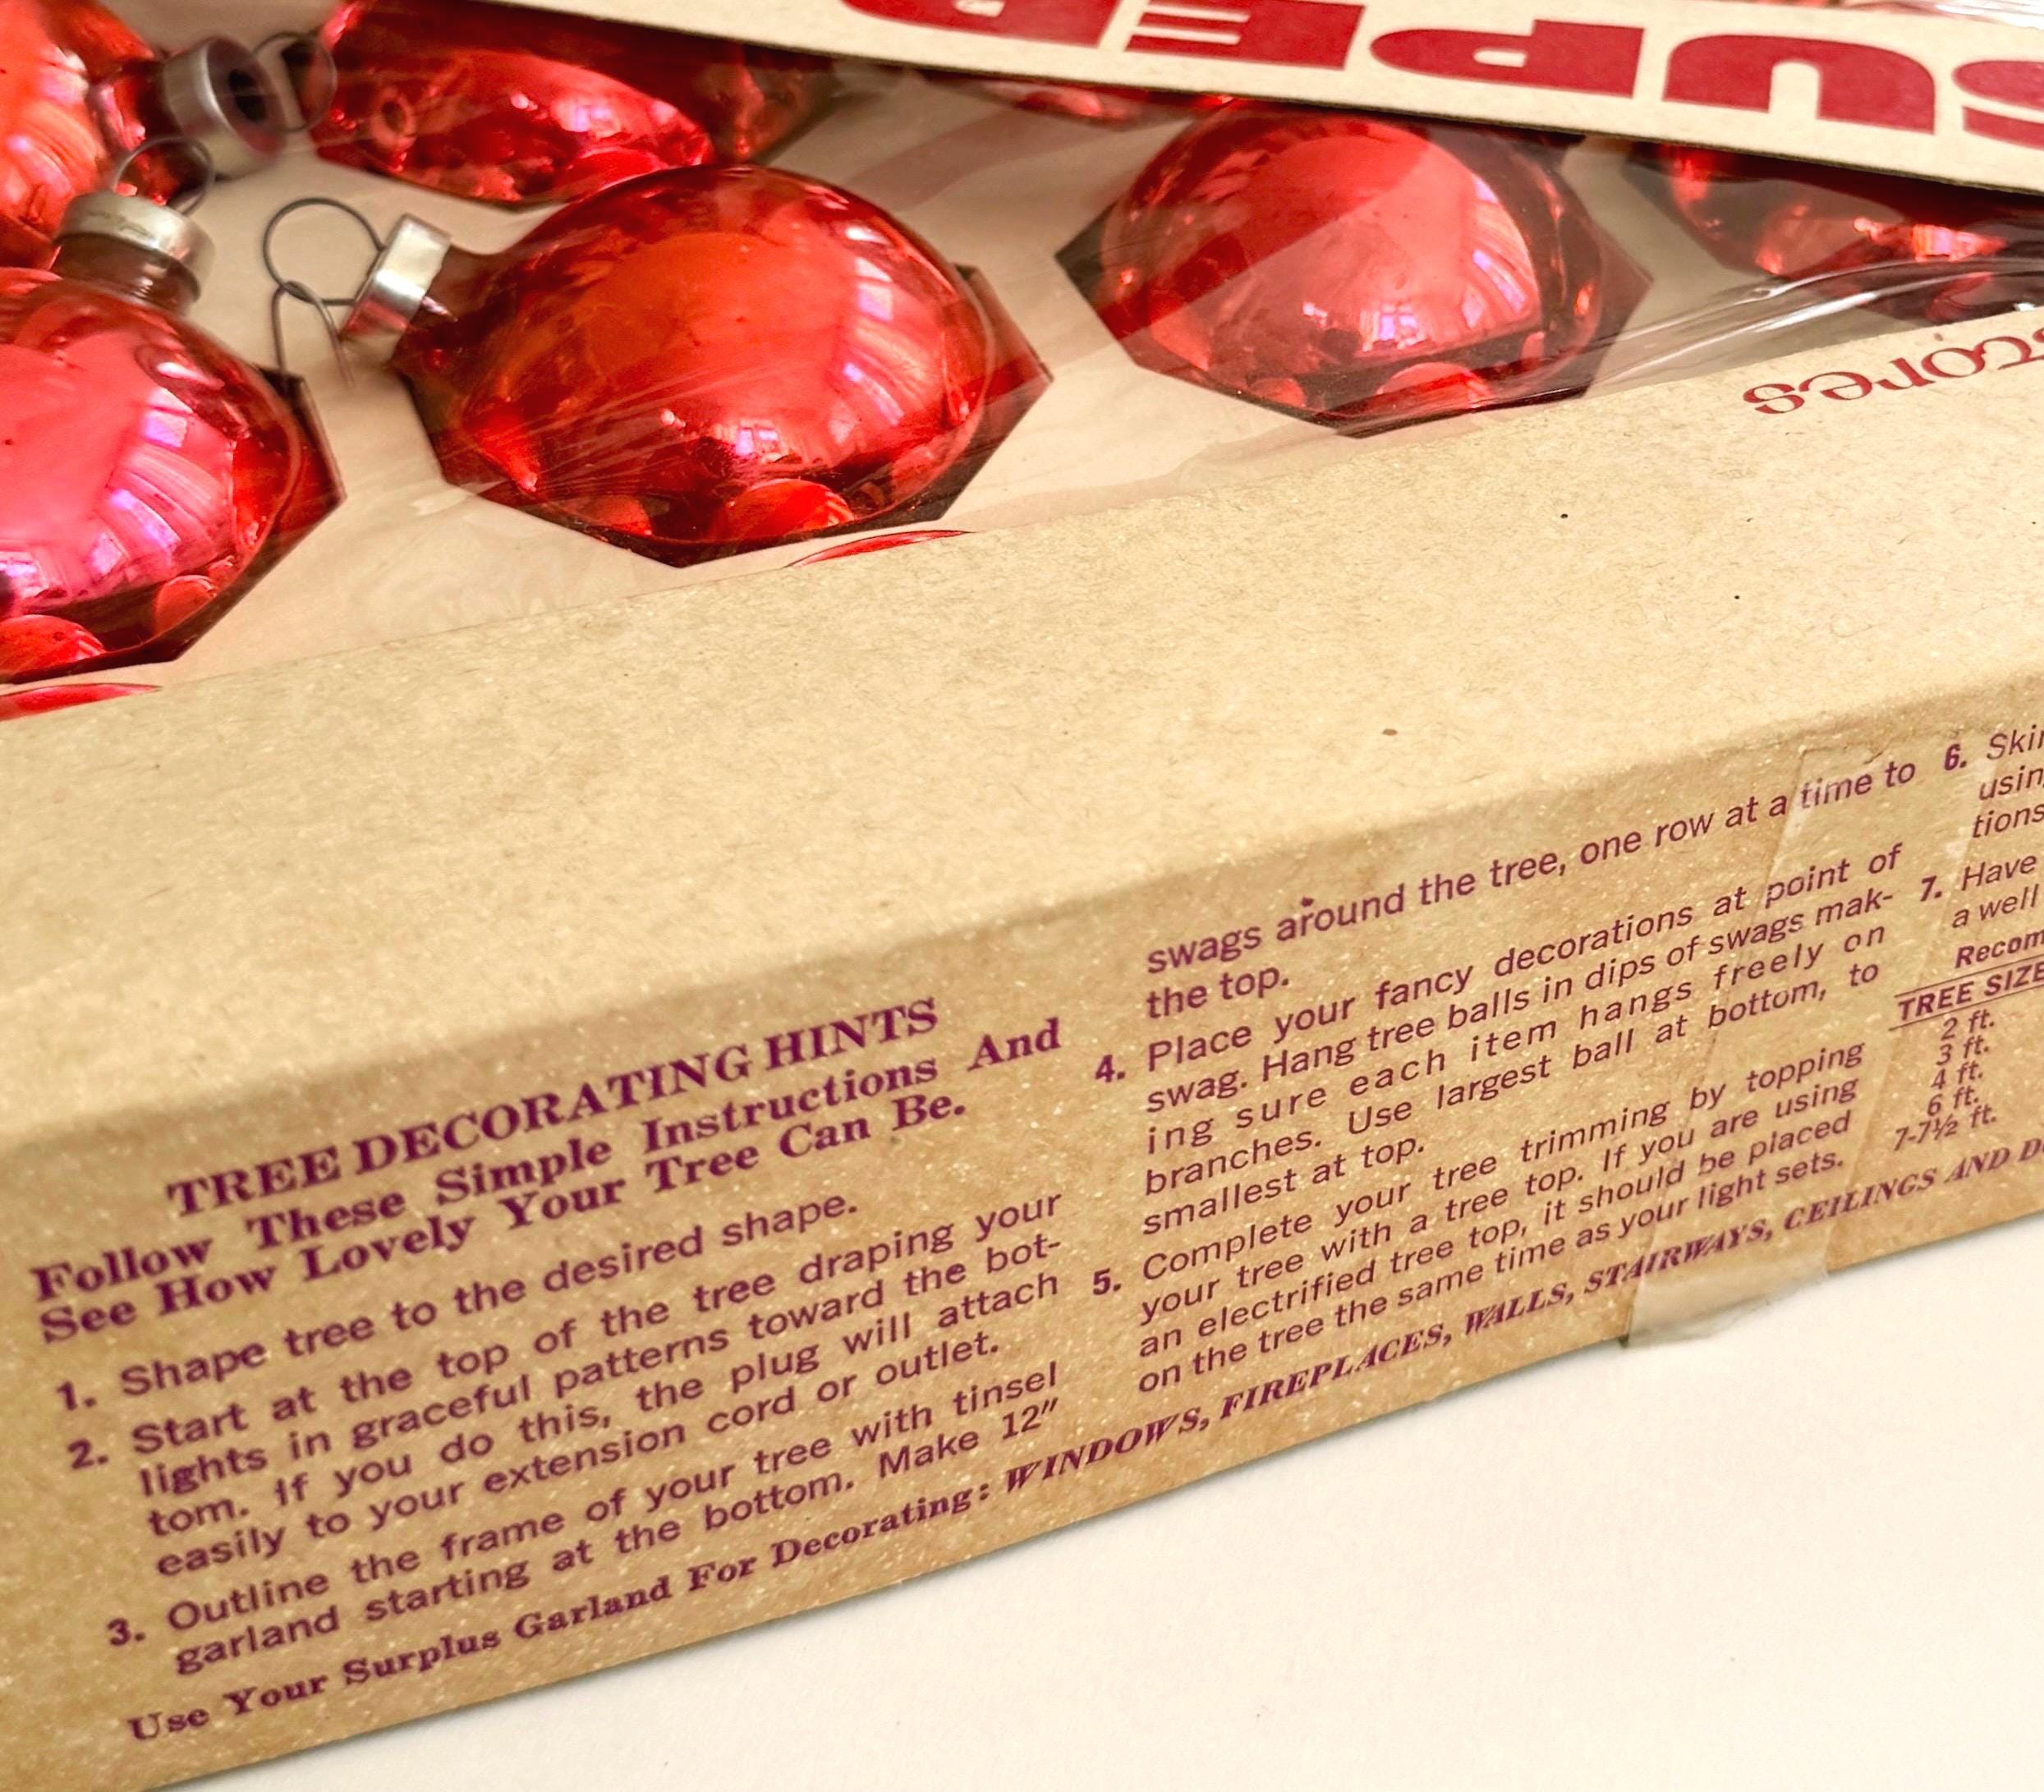 SUPER
stores
TREE DECORATING HINTS
Follow These Simple Instructions And
See How Lovely Your Tree Can Be.
1. Shape tree to the desired shape.
2. Start at the top of the tree draping your
lights in graceful patterns toward the bot-
tom. If you do this, the plug will attach
easily to your extension cord or outlet.
3. Outline the frame of your tree with tinsel
garland starting at the bottom. Make 12"
swags around the tree, one row at a time to
the top.
4. Place your fancy decorations at point of
swag. Hang tree balls in dips of swags mak-
ing sure each item hangs freely on
branches. Use largest ball at bottom, to
smallest at top.
5. Complete your tree trimming by topping
your tree with a tree top. If you are using
an electrified tree top, it should be placed
on the tree the same time as your light sets.
6.
7. Have
a well
TREE SIZE
2 ft.
3 ft.
4 ft.
6 ft.
7-7½ ft.
Use Your Surplus Garland For Decorating: WINDOWS, FIREPLACES, WALLS, STAIRWAYS, CEILINGS AND